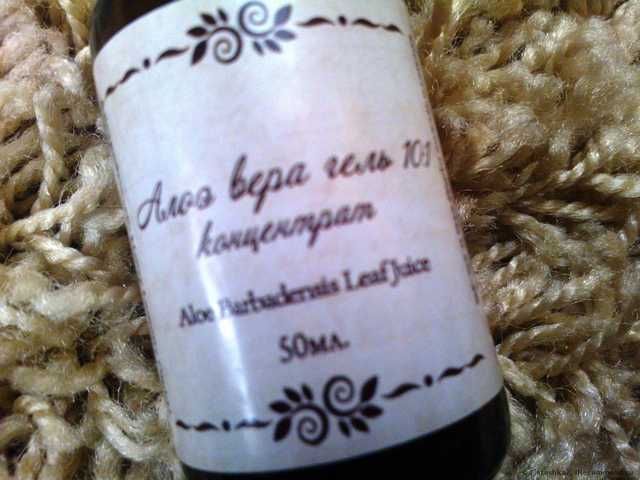 Алоэ вера гель 10:1
концентрат
Aloe Barbadensis Leaf Juice
50мл.